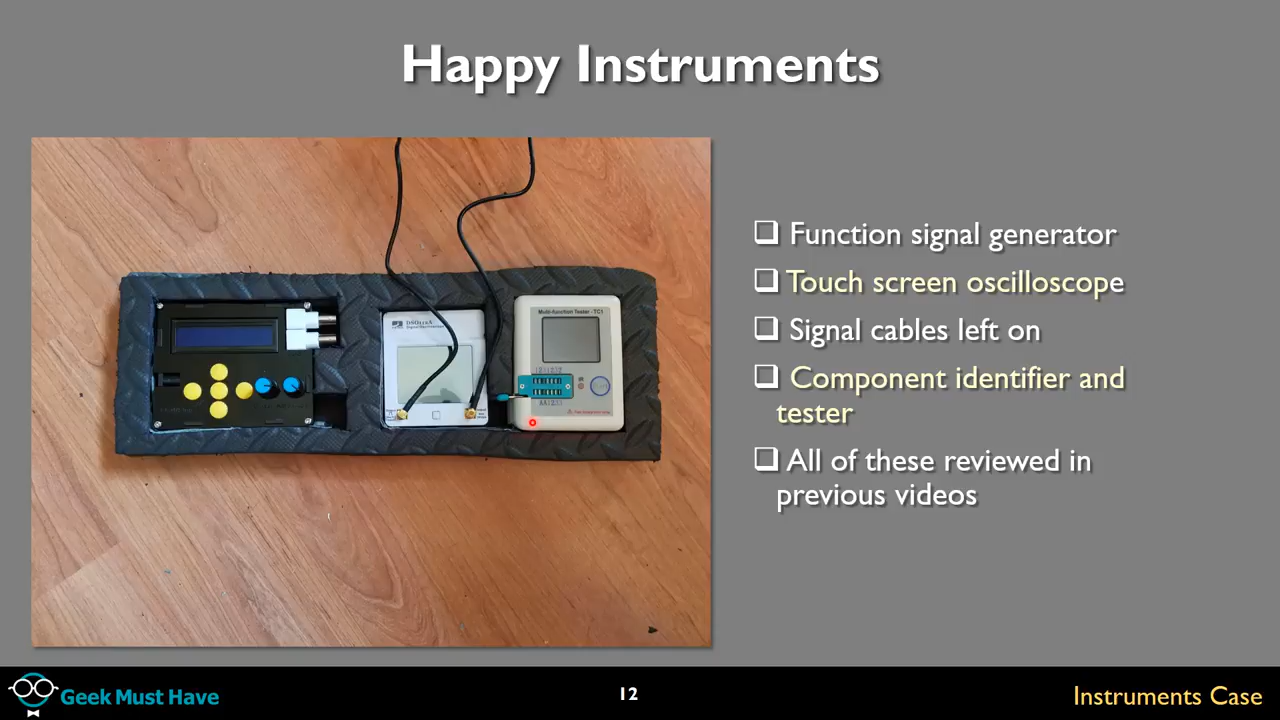 Happy Instruments
Function signal generator
Touch screen oscilloscope
Signal cables left on
Component identifier and
tester
All of these reviewed in
previous videos
Multi-function Tester - TC1
Geek Must Have
12
Instruments Case